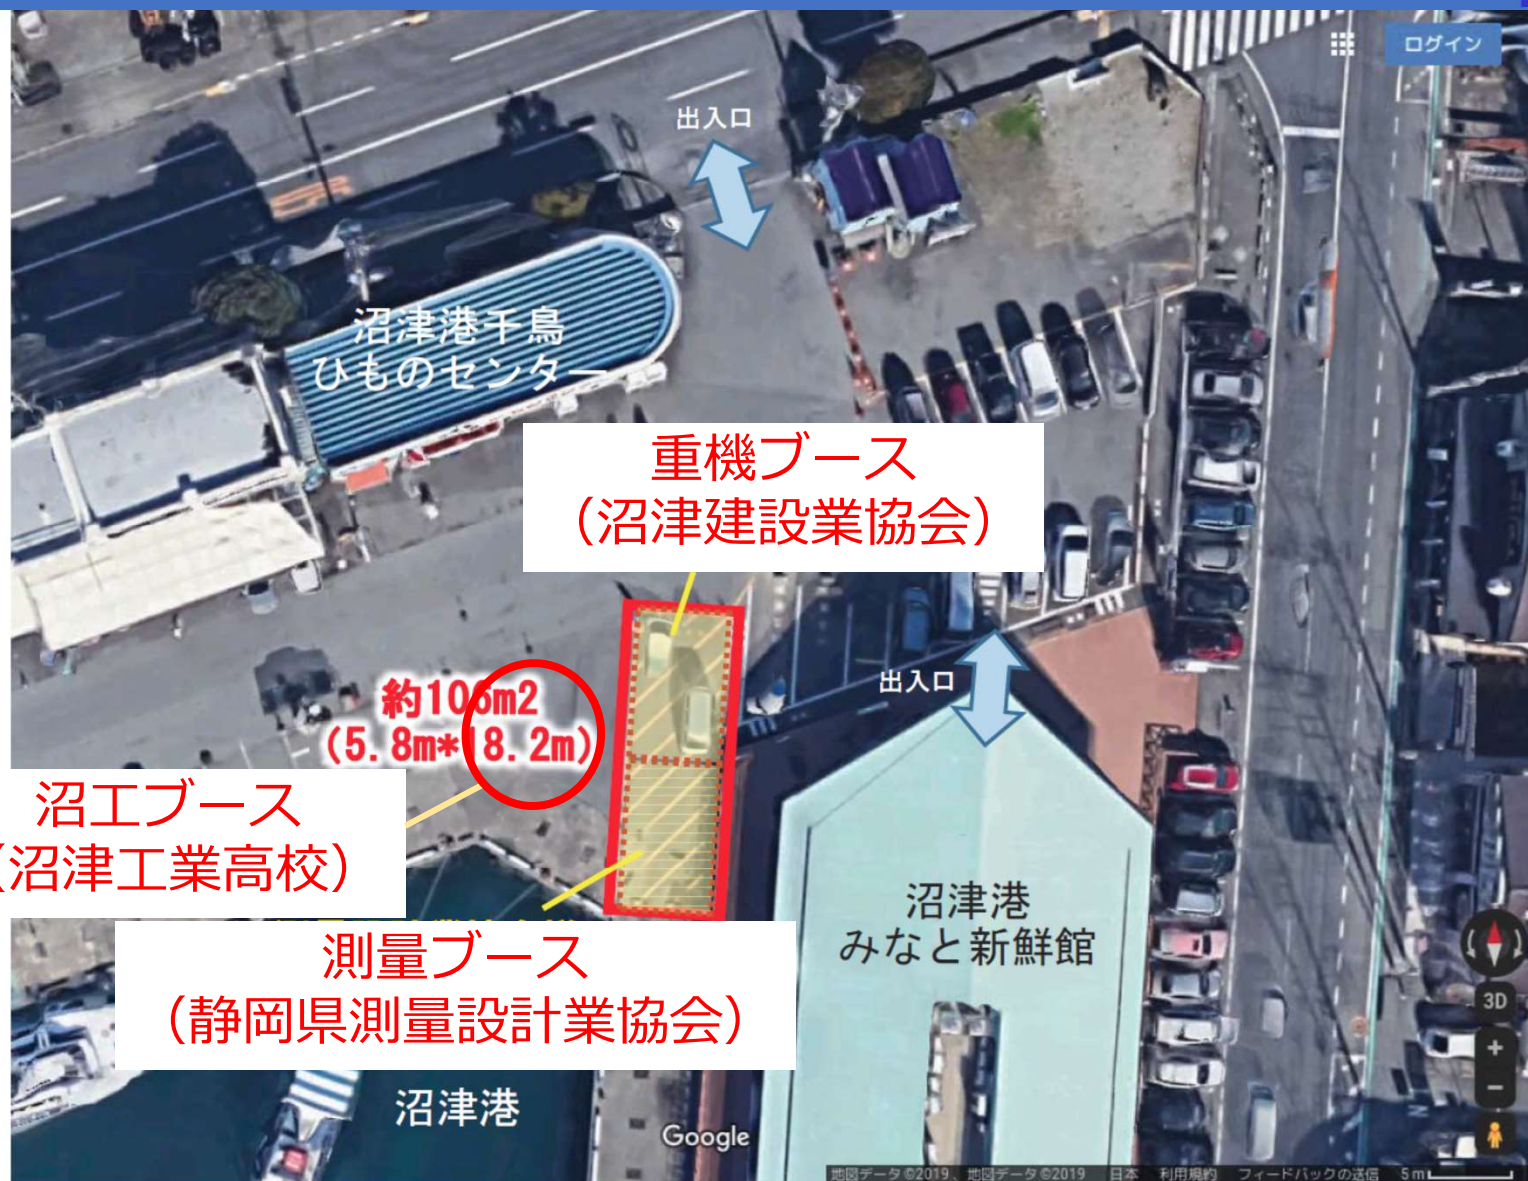 ログイン
出入口
沼津港千鳥
ひものセンター
重機ブース
（沼津建設業協会）
出入口
約106m2
(5.8m*18.2m)
沼工ブース
（沼津工業高校）
沼津港
みなと新鮮館
測量ブース
（静岡県測量設計業協会）
3D
沼津港
Google
地図データ ©2019、地図データ ©2019 日本 利用規約 フィードバックの送信 5 m